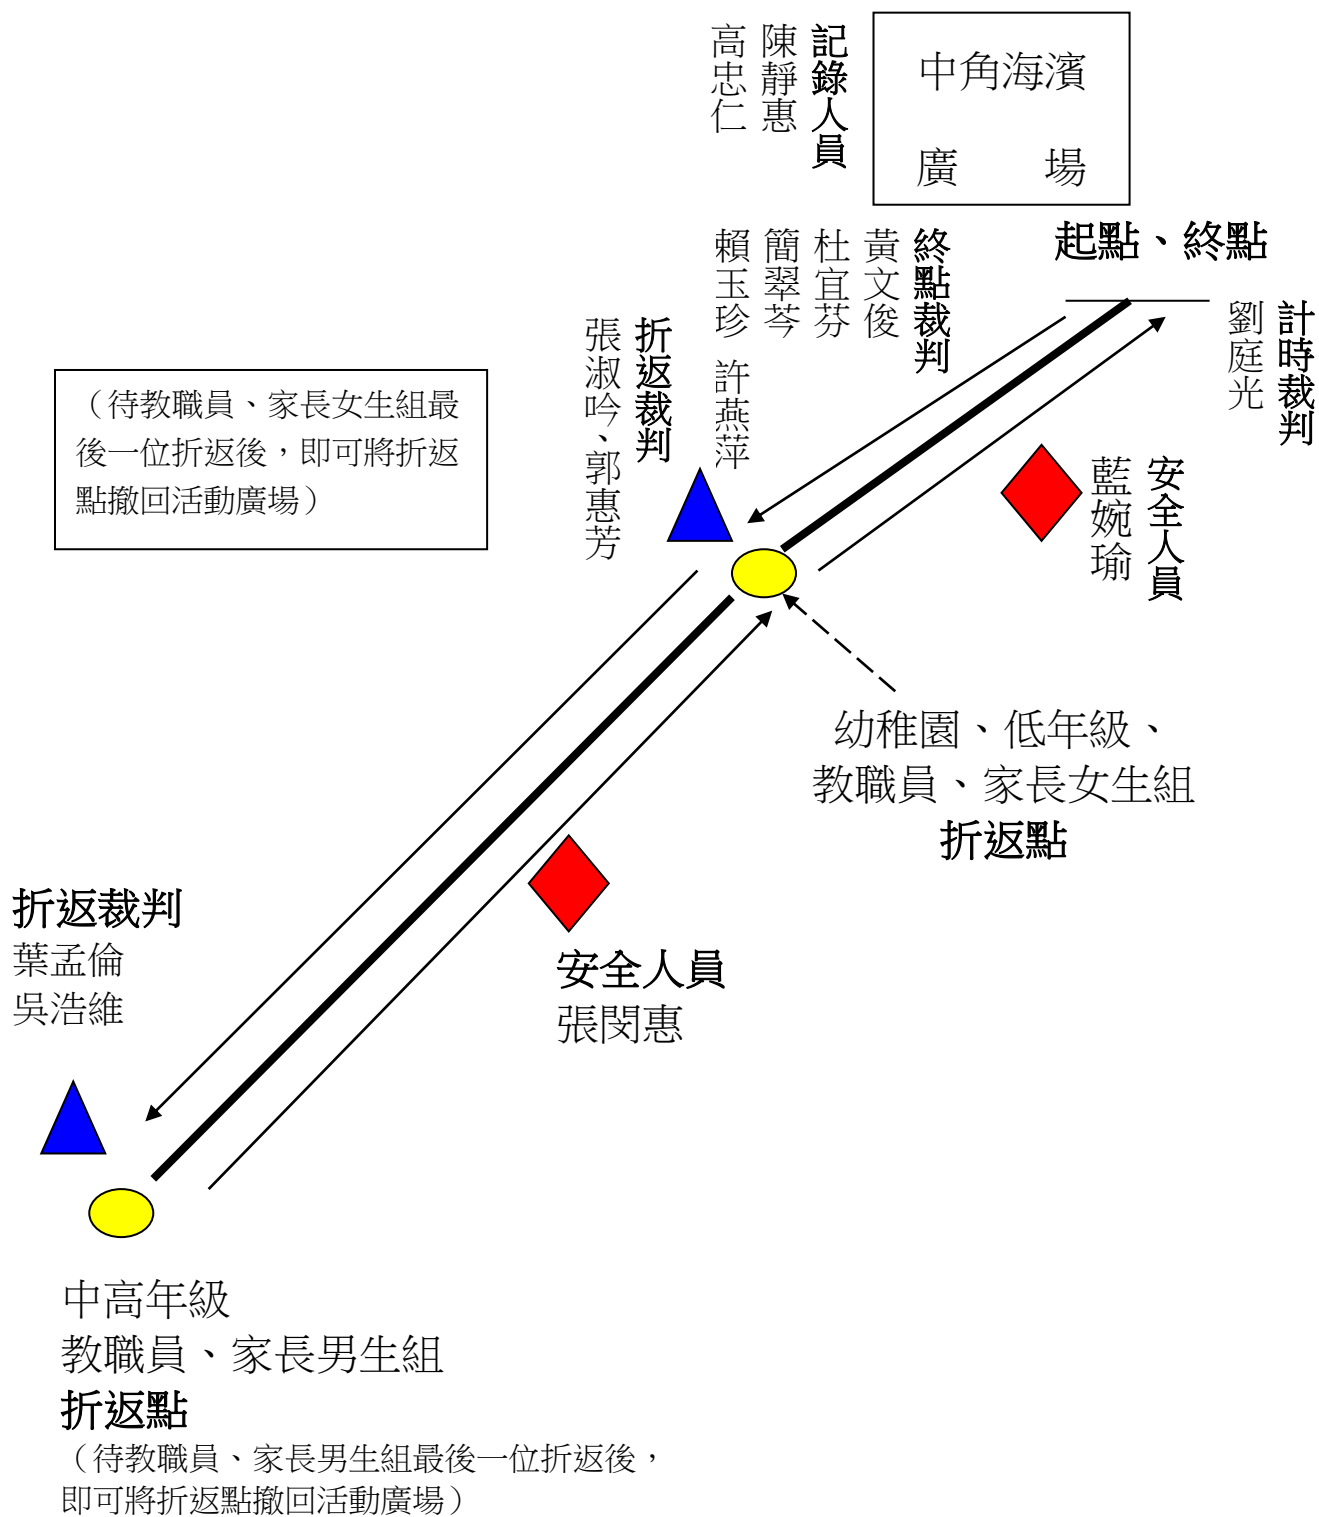 中角海濱
廣　　場
記錄人員
陳靜惠
高忠仁
起點、終點
終點裁判
黃文俊
杜宜芬
簡翠芩
賴玉珍 許燕萍
計時裁判
劉庭光
折返裁判
張淑吟、郭惠芳
（待教職員、家長女生組最
後一位折返後，即可將折返
點撤回活動廣場）
安全人員
藍婉瑜
幼稚園、低年級、
教職員、家長女生組
折返點
折返裁判
葉孟倫
吳浩維
安全人員
張閔惠
中高年級
教職員、家長男生組
折返點
（待教職員、家長男生組最後一位折返後，
即可將折返點撤回活動廣場）